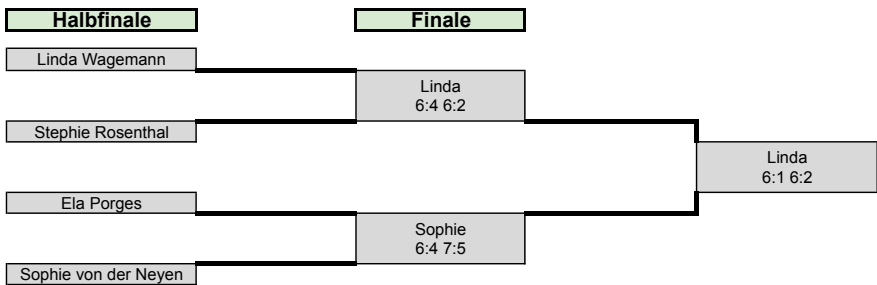 Halbfinale
Finale
Linda Wagemann
Linda
6:4 6:2
Stephie Rosenthal
Linda
6:1 6:2
Ela Porges
Sophie
6:4 7:5
Sophie von der Neyen